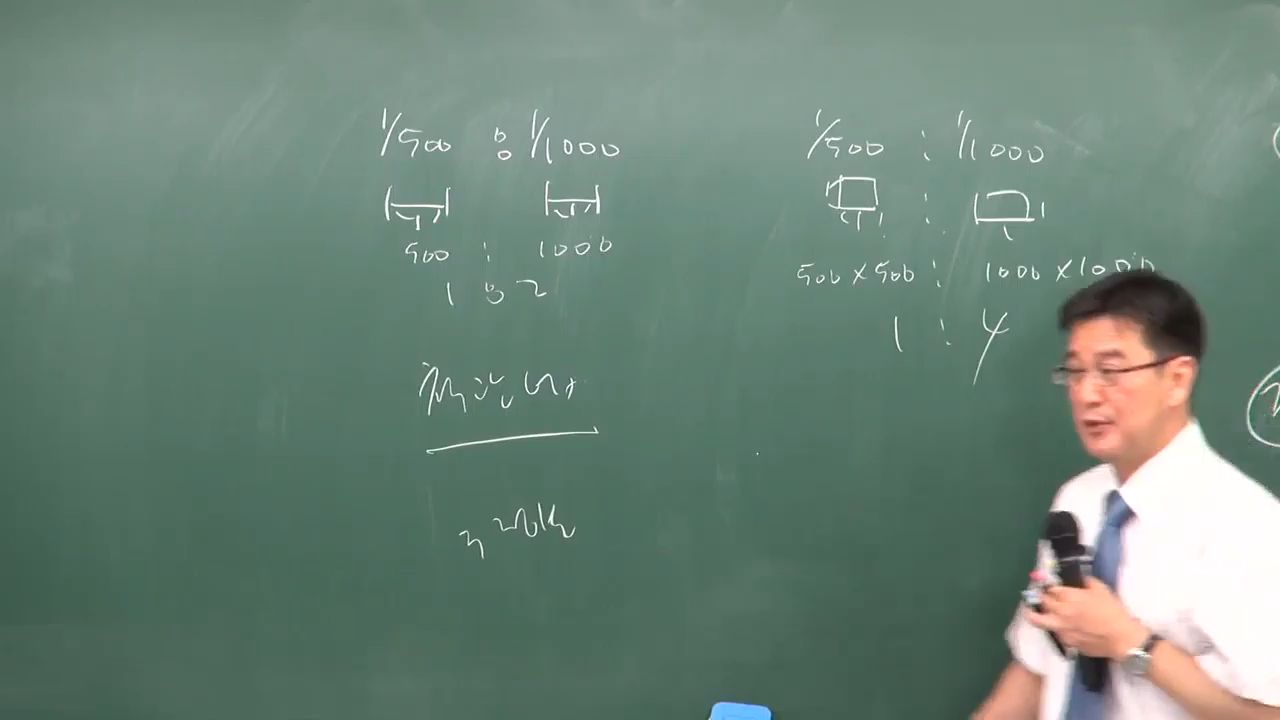 1/500 : 1/1000
500 : 1000
1 : 2
1/500 : 1/1000
500 × 500 : 1000 × 1000
1 : 4